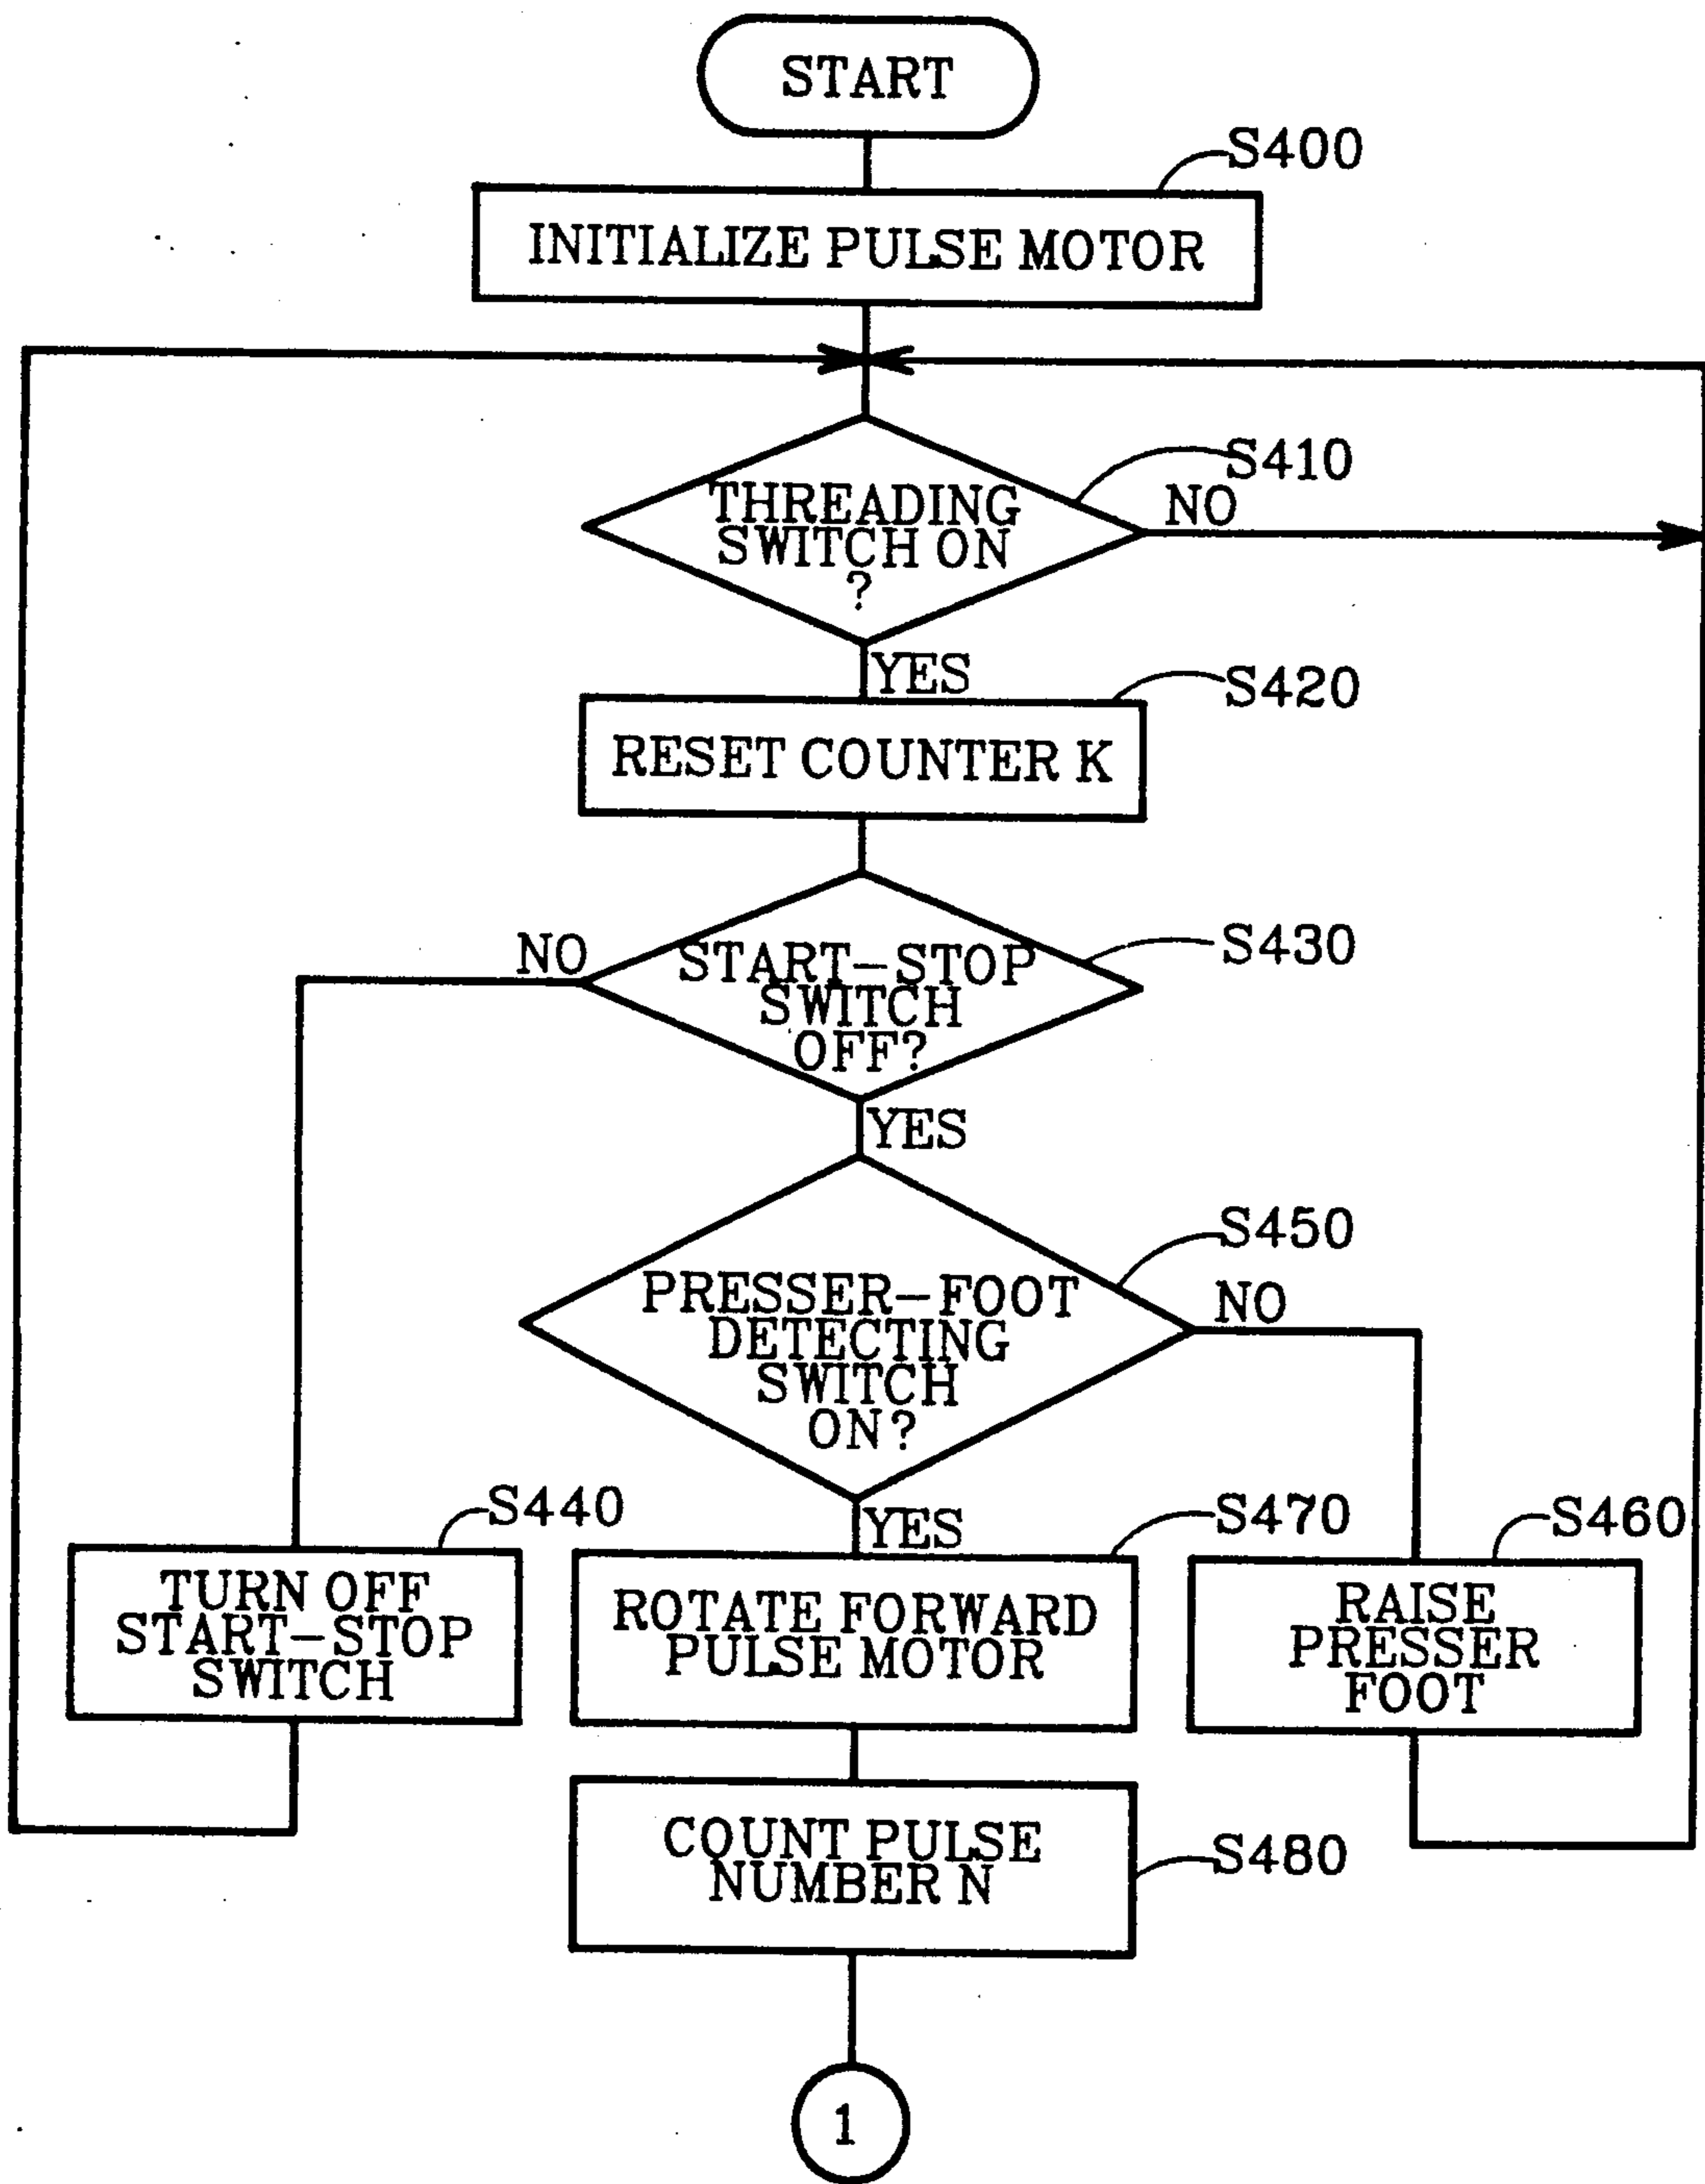 START
S400
INITIALIZE PULSE MOTOR
S410
THREADING
SWITCH ON
?
NO
YES
S420
RESET COUNTER K
S430
NO
START-STOP
SWITCH
OFF?
YES
S450
PRESSER-FOOT
DETECTING
SWITCH
ON?
NO
YES
S440
TURN OFF
START-STOP
SWITCH
S470
ROTATE FORWARD
PULSE MOTOR
S460
RAISE
PRESSER
FOOT
S480
COUNT PULSE
NUMBER N
1